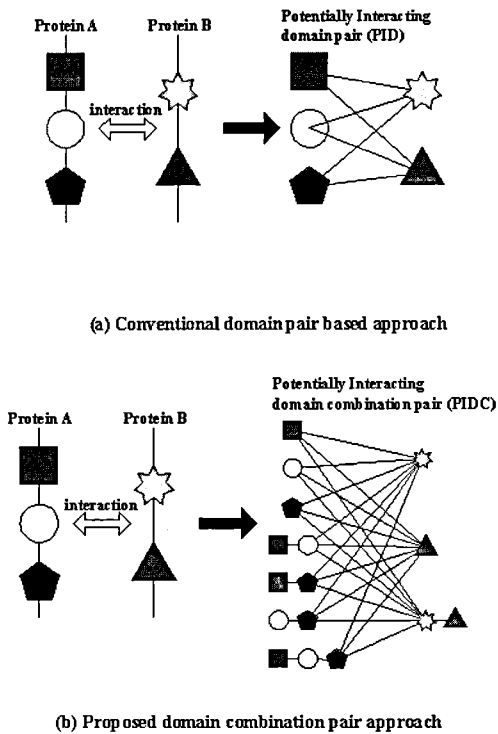 Protein A
Protein B
Potentially Interacting
domain pair (PID)
interaction
(a) Conventional domain pair based approach
Potentially Interacting
domain combination pair (PIDC)
Protein A
Protein B
interaction
(b) Proposed domain combination pair approach